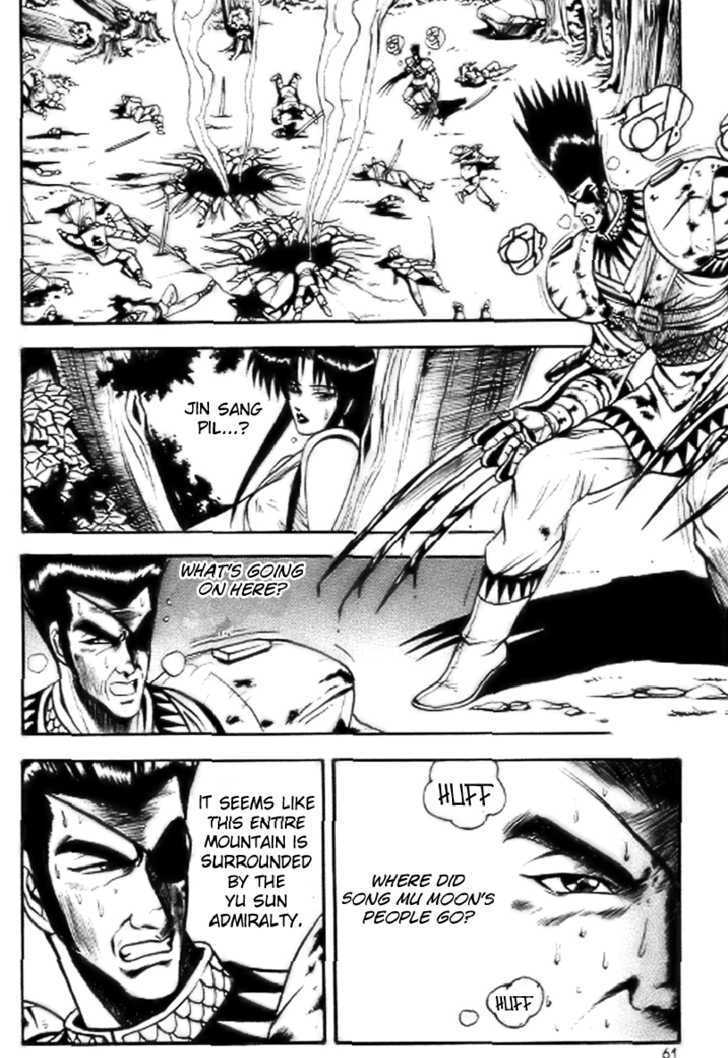 JIN SANG
PIL...?
WHAT'S GOING
ON HERE?
IT SEEMS LIKE
THIS ENTIRE
MOUNTAIN IS
SURROUNDED
BY THE
YU SUN
ADMIRALTY.
HUFF
WHERE DID
SONG MU MOON'S
PEOPLE GO?
HUFF
61